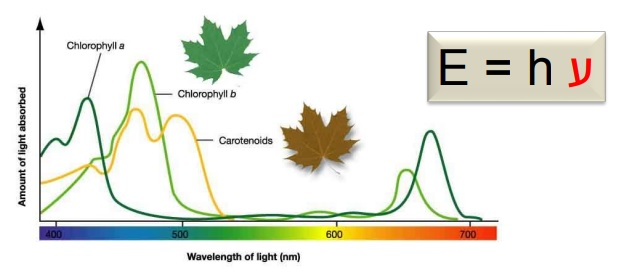 Chlorophyll a
E = h ע
Chlorophyll b
Carotenoids
Amount of light absorbed
400 500 600 700
Wavelength of light (nm)